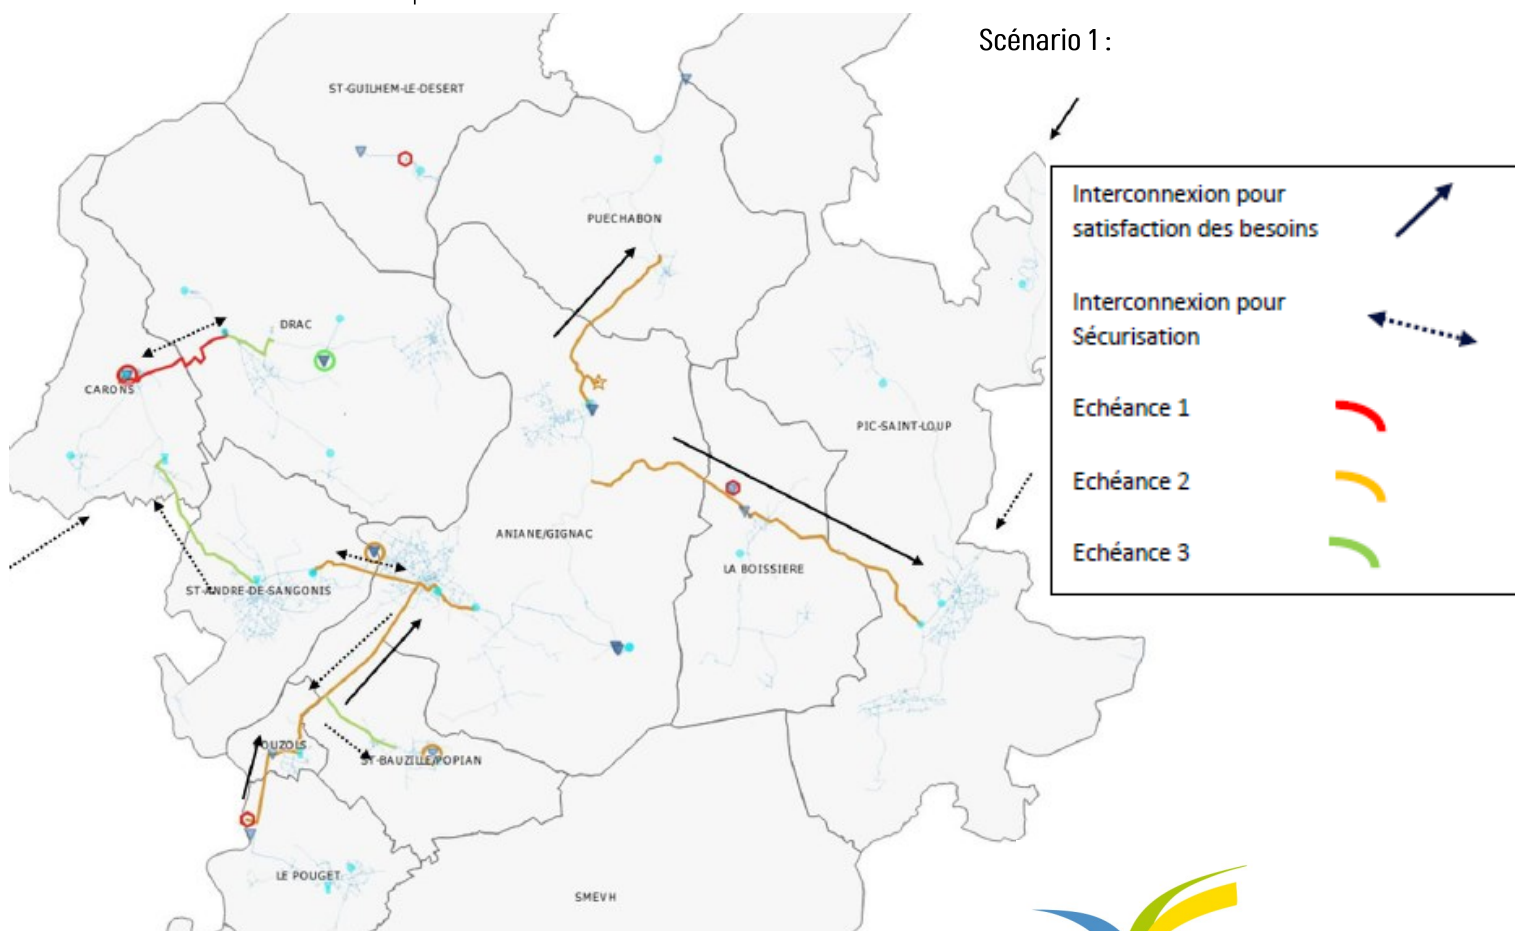 Scénario 1 :
ST-GUILHEM-LE-DESERT
PUECHABON
DRAC
CARONS
PIC-SAINT-LOUP
ANIANE/GIGNAC
LA BOISSIERE
ST-ANDRE-DE-SANGONIS
OUZOLS
ST-BAUZILLE/POPIAN
LE POUGET
SMEVH
Interconnexion pour
satisfaction des besoins
Interconnexion pour
Sécurisation
Echéance 1
Echéance 2
Echéance 3